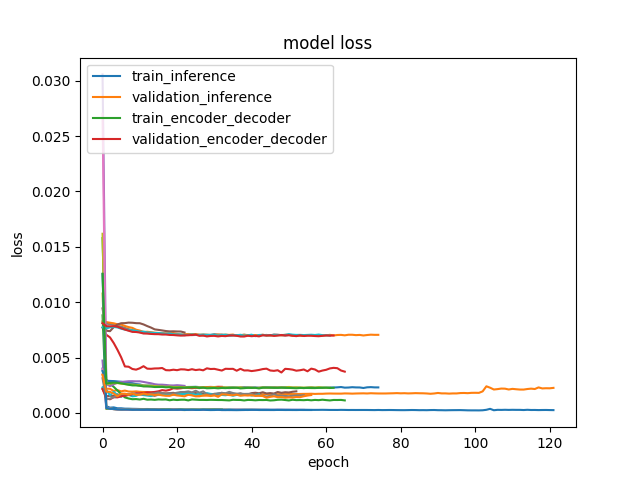 model loss
train_inference
validation_inference
train_encoder_decoder
validation_encoder_decoder
loss
0.030
0.025
0.020
0.015
0.010
0.005
0.000
0 20 40 60 80 100 120
epoch